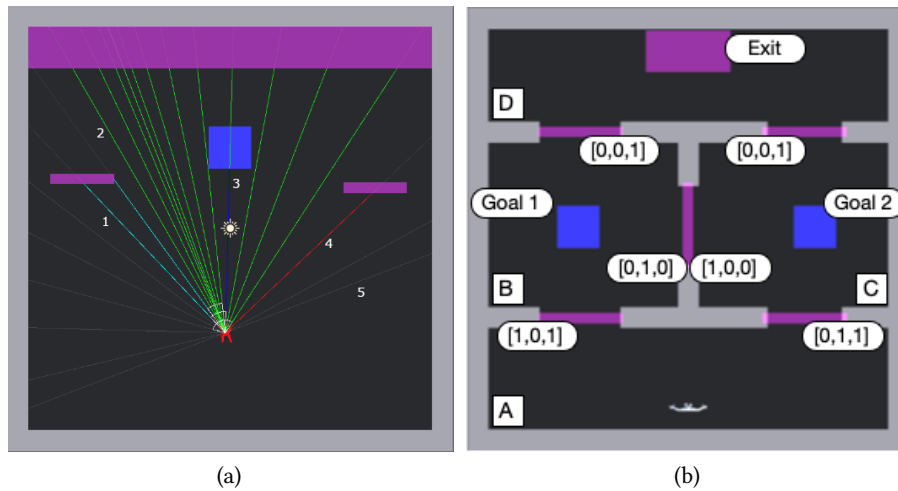 2
3
1
4
5
(a)
Exit
D
[0,0,1]
[0,0,1]
Goal 1
Goal 2
[0,1,0]
[1,0,0]
B
C
[1,0,1]
[0,1,1]
A
(b)